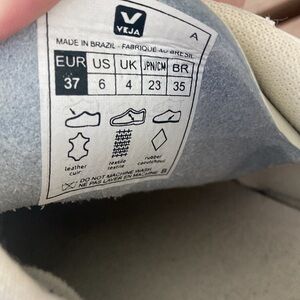 VEJA
A
MADE IN BRAZIL - FABRIQUÉ AU BRESIL
EUR US UK JPN/CM BR
37 6 4 23 35
leather textile rubber
cuir textile caoutchouc
DO NOT MACHINE WASH
NE PAS LAVER EN MACHINE B